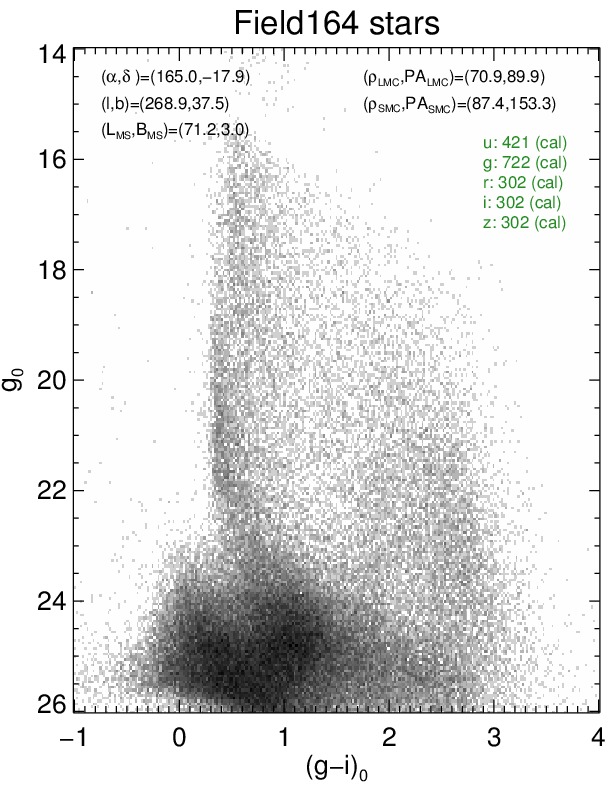 Field164 stars
(α,δ )=(165.0,−17.9)
(ρLMC,PALMC)=(70.9,89.9)
(l,b)=(268.9,37.5)
(ρSMC,PASMC)=(87.4,153.3)
(LMS,BMS)=(71.2,3.0)
u: 421 (cal)
g: 722 (cal)
r: 302 (cal)
i: 302 (cal)
z: 302 (cal)
14
16
18
20
22
24
26
g0
−1 0 1 2 3 4
(g−i)0